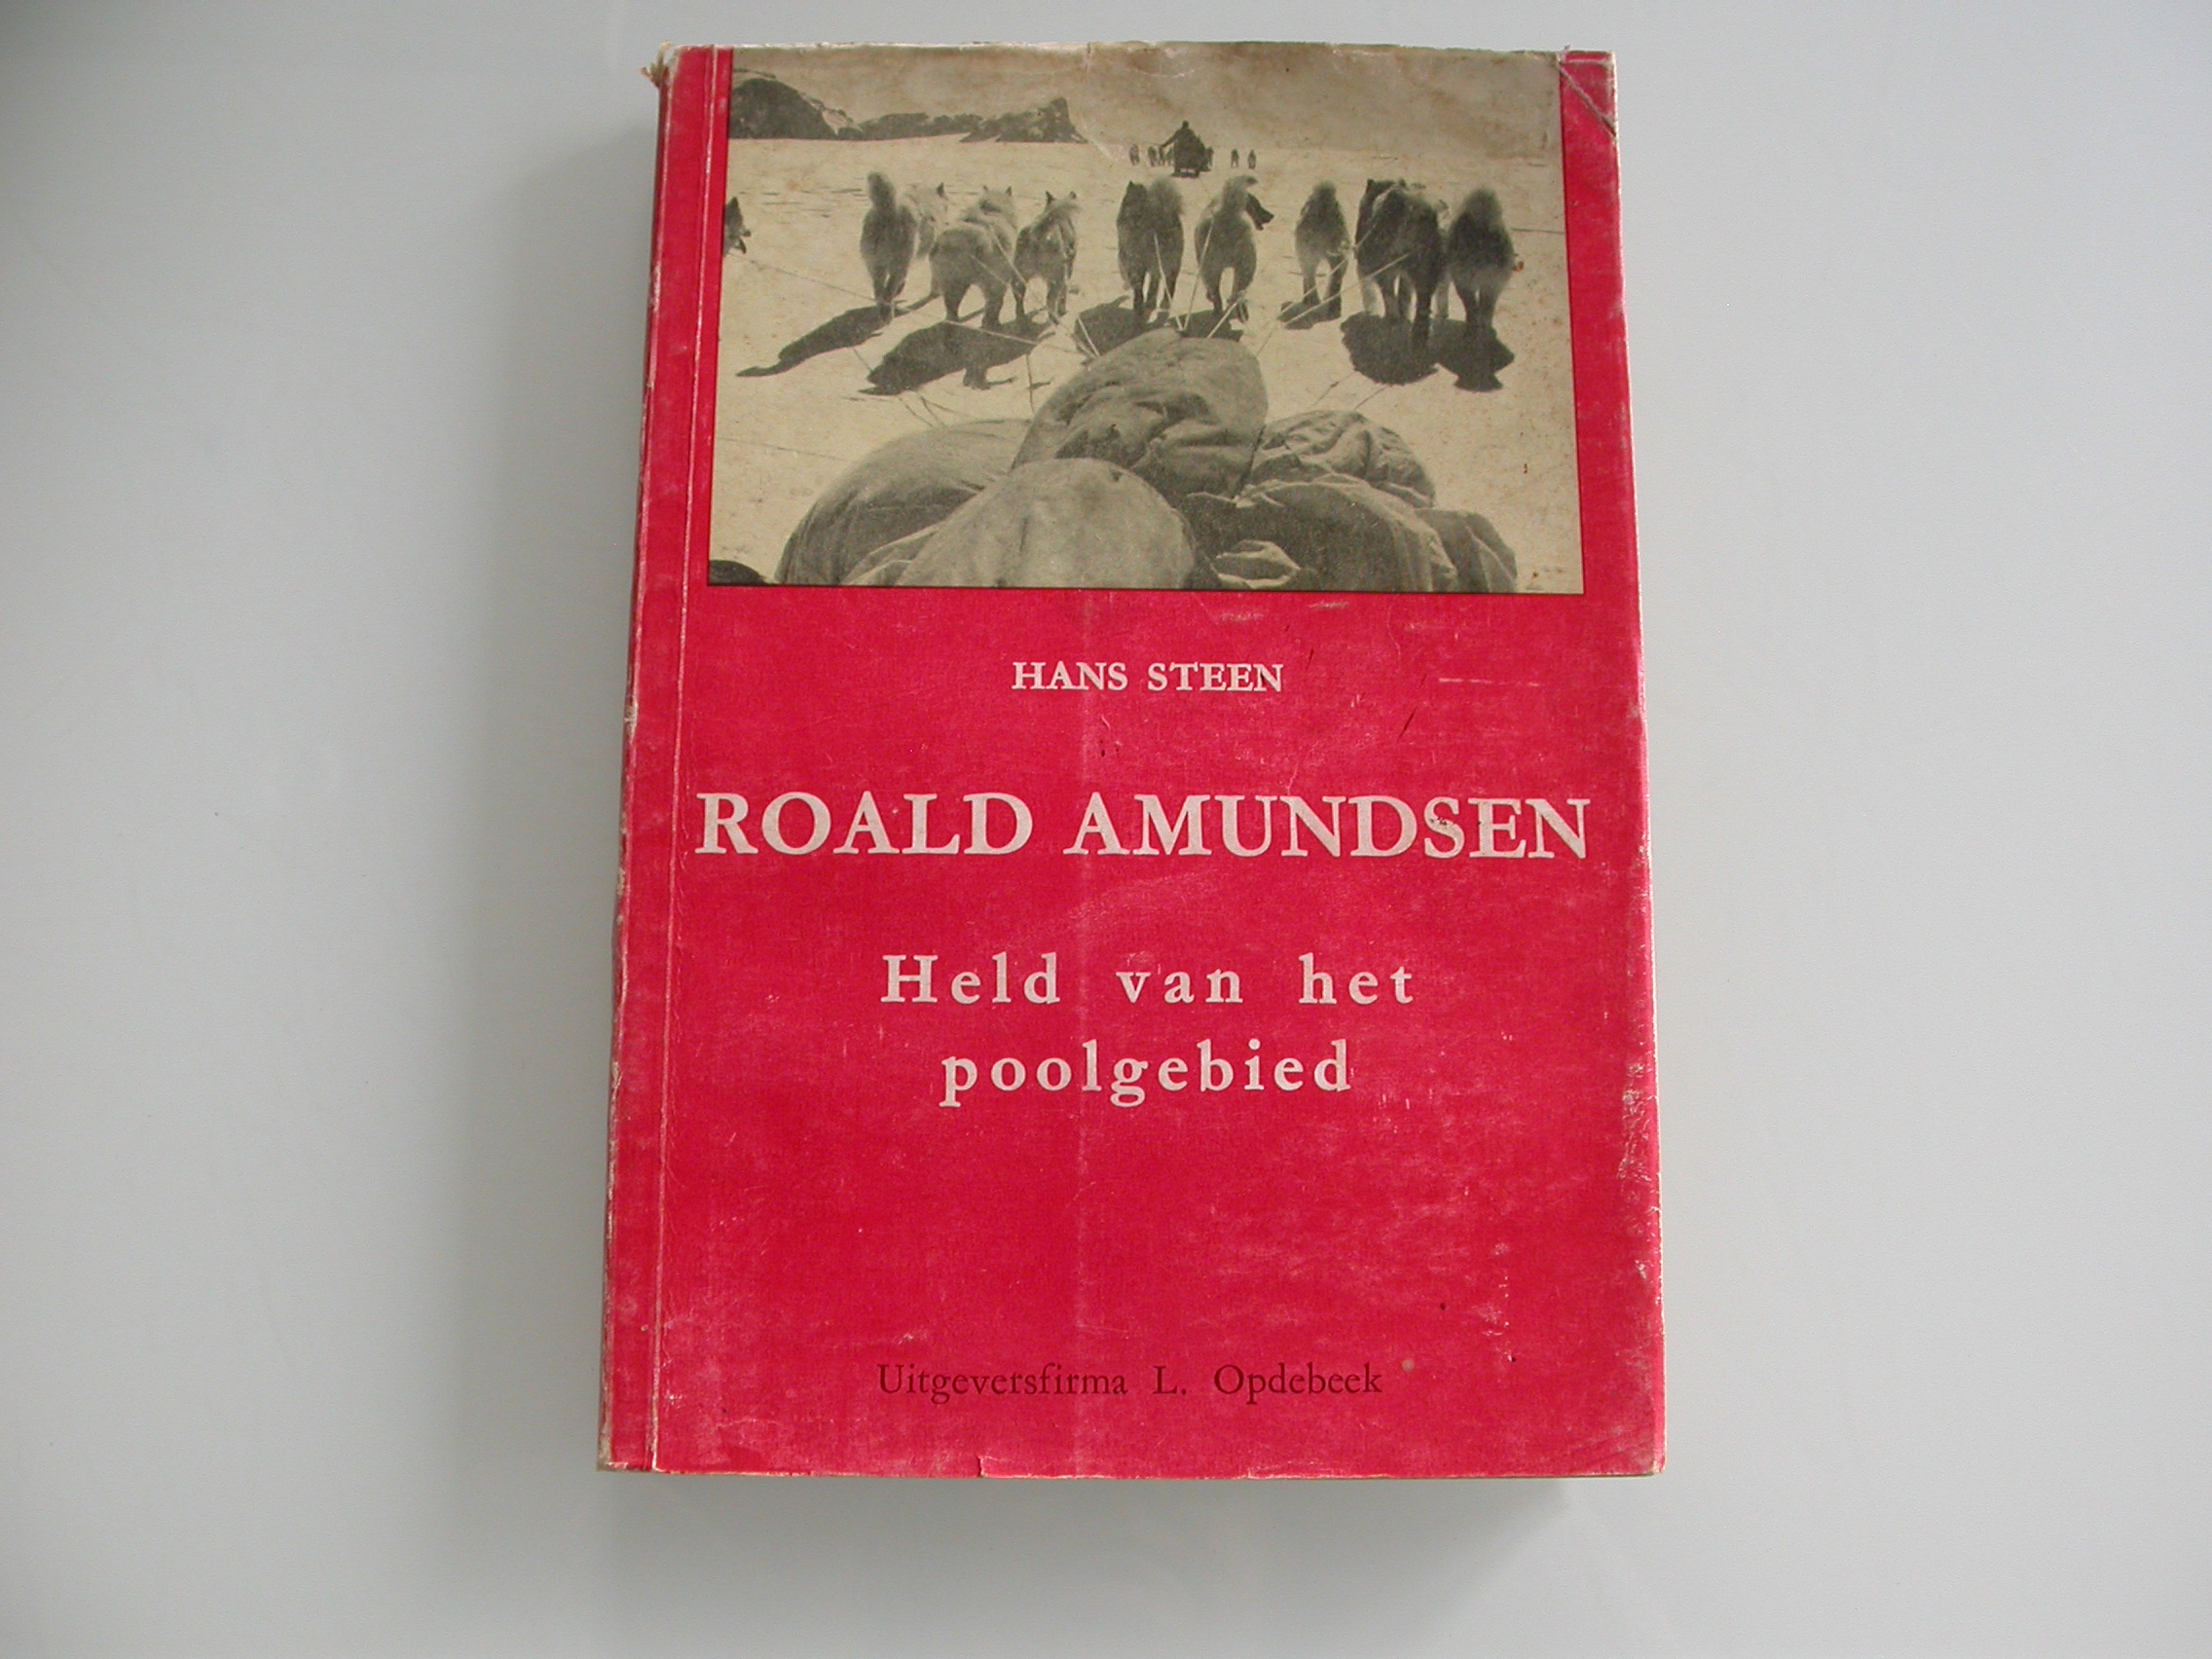 HANS STEEN
ROALD AMUNDSEN
Held van het
poolgebied
Uitgeversfirma L. Opdebeek